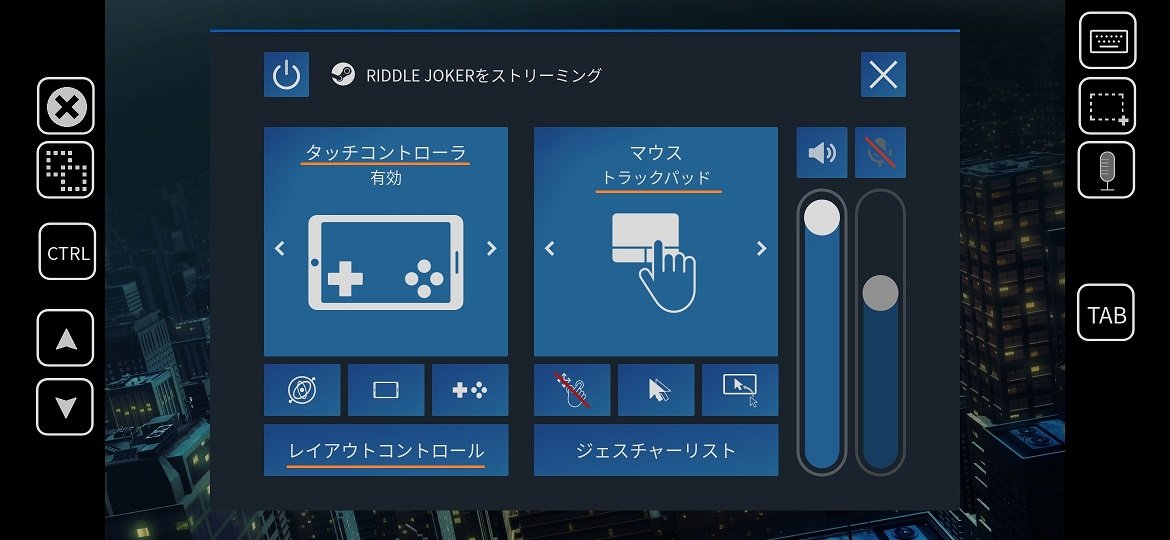 RIDDLE JOKERをストリーミング
タッチコントローラ
有効
マウス
トラックパッド
CTRL
TAB
レイアウトコントロール
ジェスチャーリスト